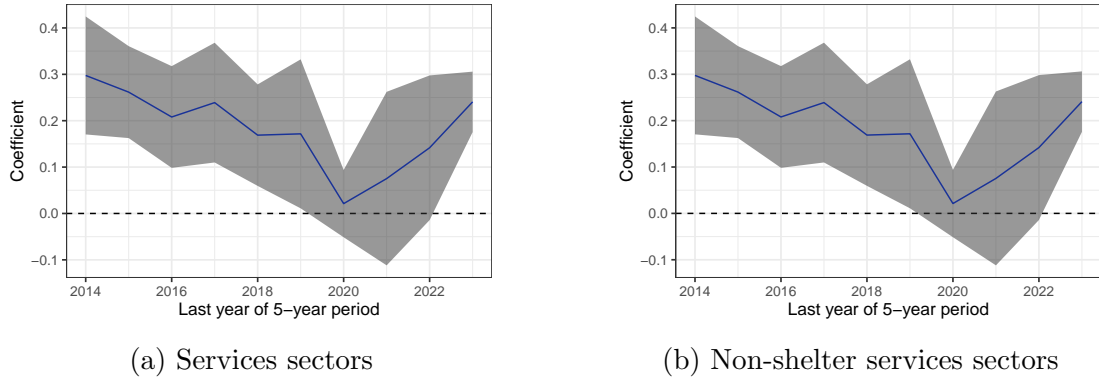 0.4
0.3
0.2
0.1
0.0
−0.1
Coefficient
2014 2016 2018 2020 2022
Last year of 5−year period
(a) Services sectors
0.4
0.3
0.2
0.1
0.0
−0.1
Coefficient
2014 2016 2018 2020 2022
Last year of 5−year period
(b) Non-shelter services sectors